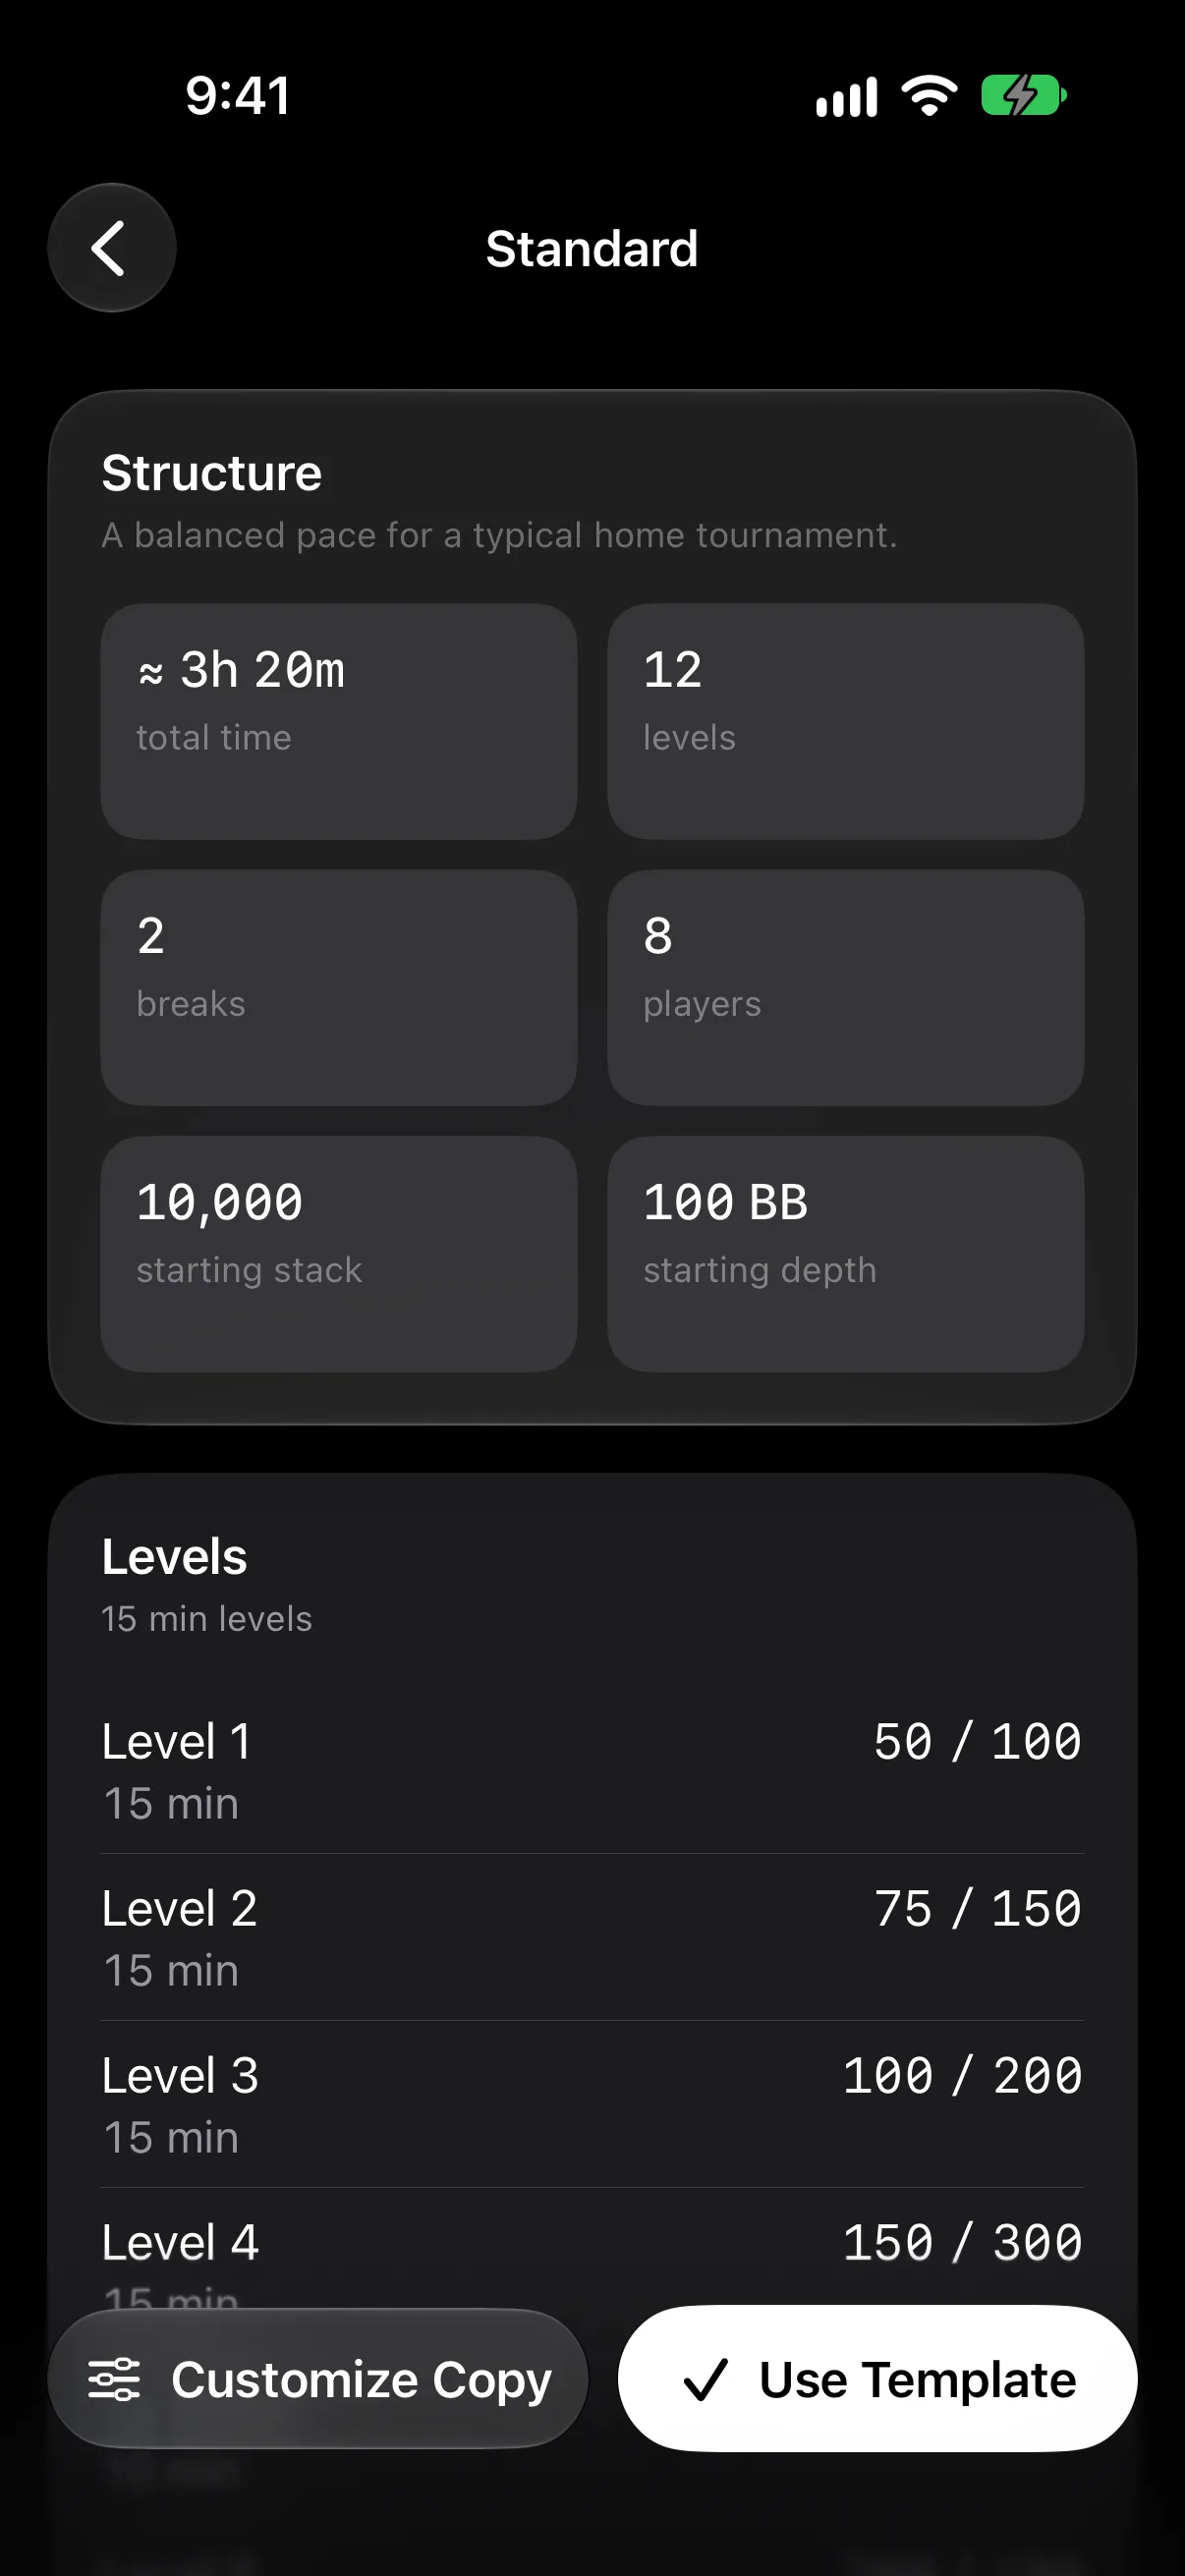 9:41
Standard
Structure
A balanced pace for a typical home tournament.
≈ 3h 20m
total time
12
levels
2
breaks
8
players
10,000
starting stack
100 BB
starting depth
Levels
15 min levels
Level 1
50 / 100
15 min
Level 2
75 / 150
15 min
Level 3
100 / 200
15 min
Level 4
150 / 300
15 min
Customize Copy
Use Template